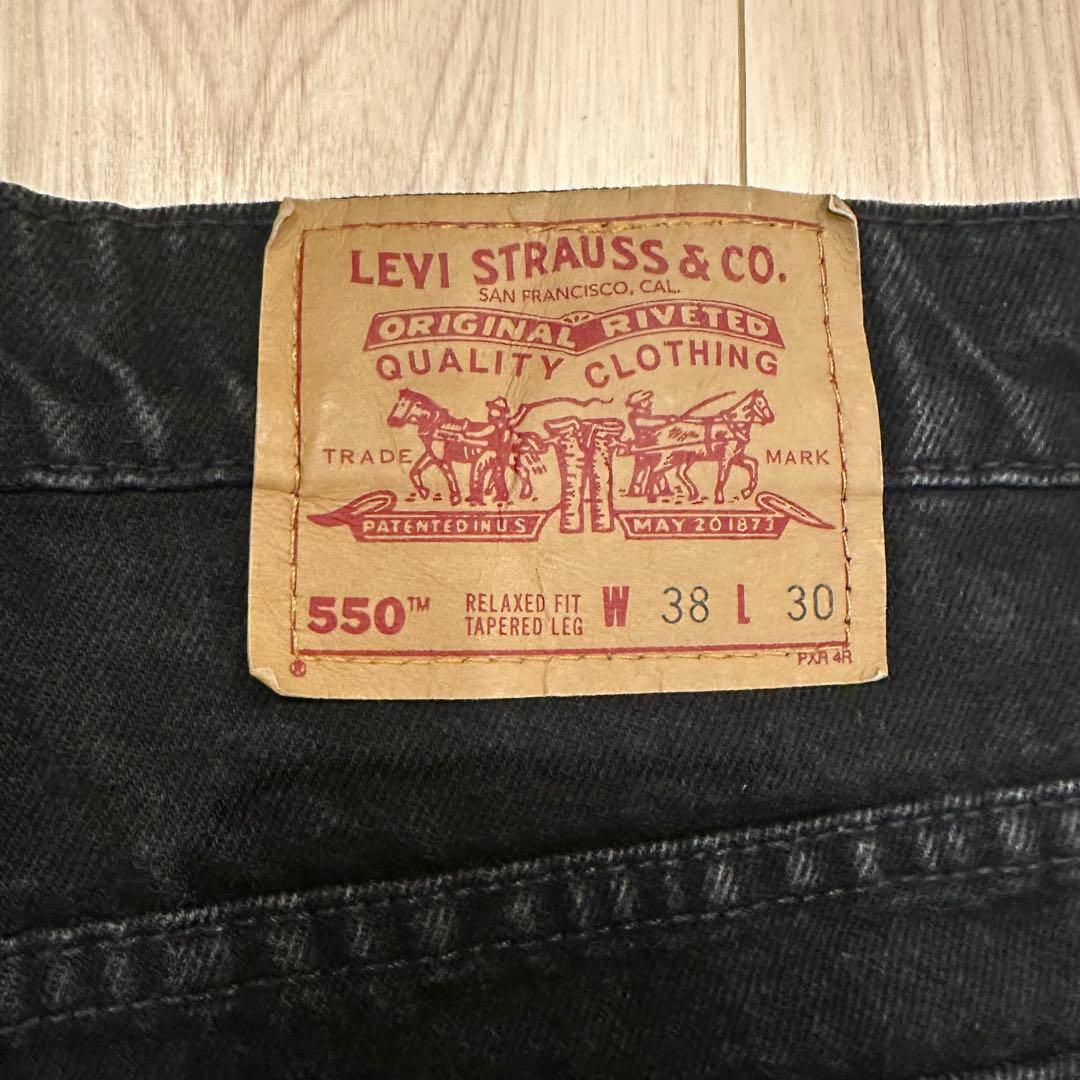 LEVI STRAUSS & CO.
SAN FRANCISCO, CAL.
ORIGINAL RIVETED
QUALITY CLOTHING
TRADE MARK
PATENTED IN U S MAY 20 1873
550™ RELAXED FIT W 38 L 30
TAPERED LEG
® PXR 4R